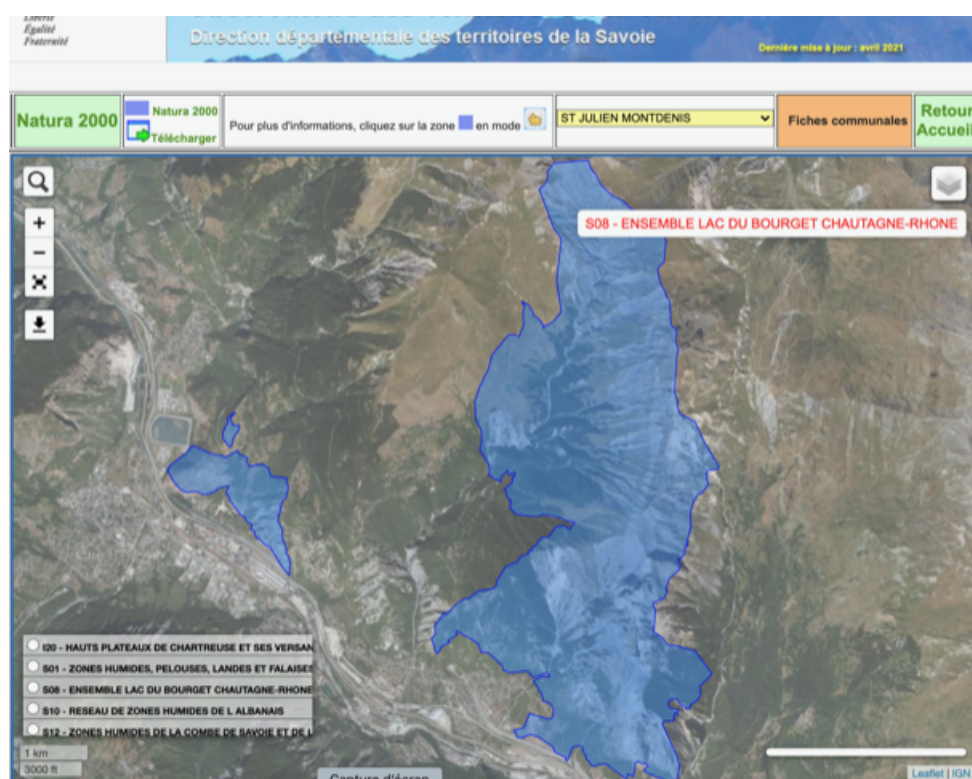 Liberté
Égalité
Fraternité
Direction départementale des territoires de la Savoie
Dernière mise à jour : avril 2021
Natura 2000
Natura 2000
Télécharger
Pour plus d'informations, cliquez sur la zone en mode
ST JULIEN MONTDENIS
Fiches communales
Retour
Accueil
S08 - ENSEMBLE LAC DU BOURGET CHAUTAGNE-RHONE
+
−
I20 - HAUTS PLATEAUX DE CHARTREUSE ET SES VERSAN
S01 - ZONES HUMIDES, PELOUSES, LANDES ET FALAISES
S08 - ENSEMBLE LAC DU BOURGET CHAUTAGNE-RHONE
S10 - RESEAU DE ZONES HUMIDES DE L ALBANAIS
S12 - ZONES HUMIDES DE LA COMBE DE SAVOIE ET DE L
1 km
3000 ft
Capture d'écran
Leaflet | IGN